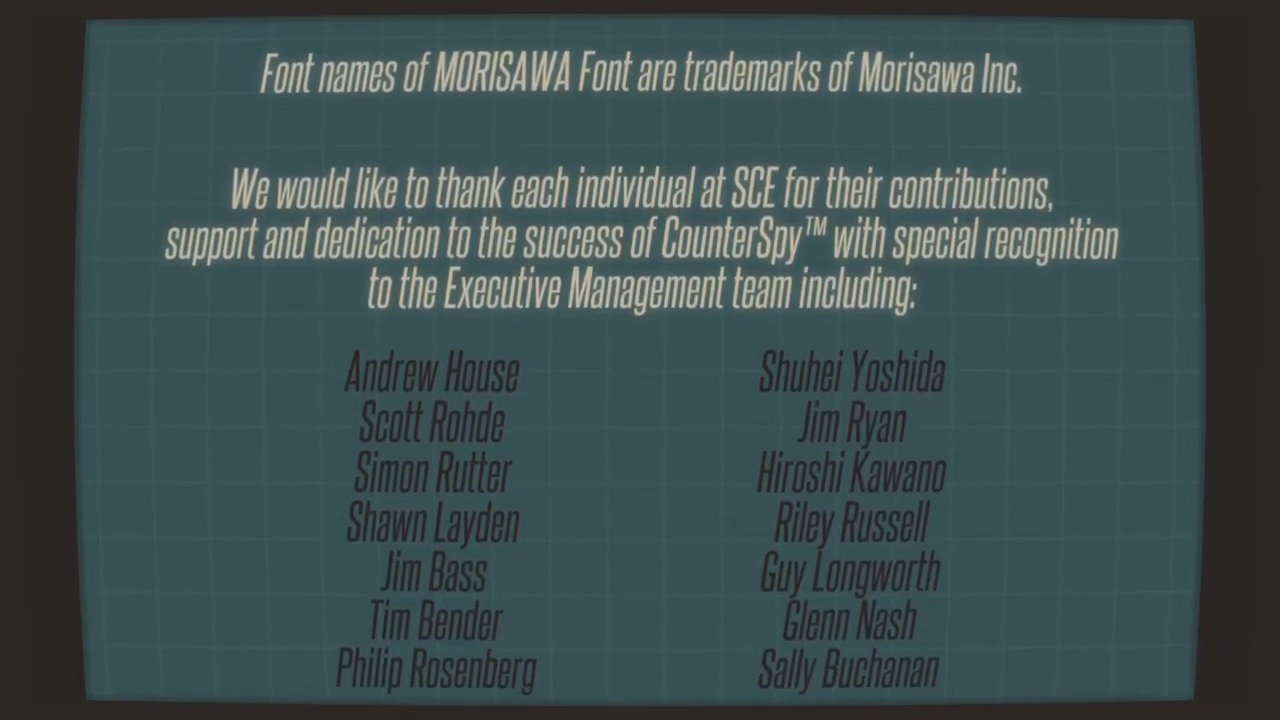 Font names of MORISAWA Font are trademarks of Morisawa Inc.
We would like to thank each individual at SCE for their contributions,
support and dedication to the success of CounterSpy™ with special recognition
to the Executive Management team including:
Andrew House Shuhei Yoshida
Scott Rohde Jim Ryan
Simon Rutter Hiroshi Kawano
Shawn Layden Riley Russell
Jim Bass Guy Longworth
Tim Bender Glenn Nash
Philip Rosenberg Sally Buchanan